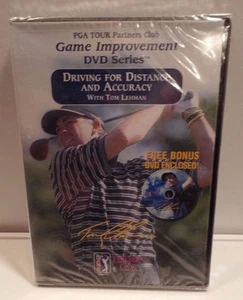 PGA TOUR Partners Club
Game Improvement
DVD Series™
DRIVING FOR DISTANCE
AND ACCURACY
WITH TOM LEHMAN
FREE BONUS
DVD ENCLOSED!